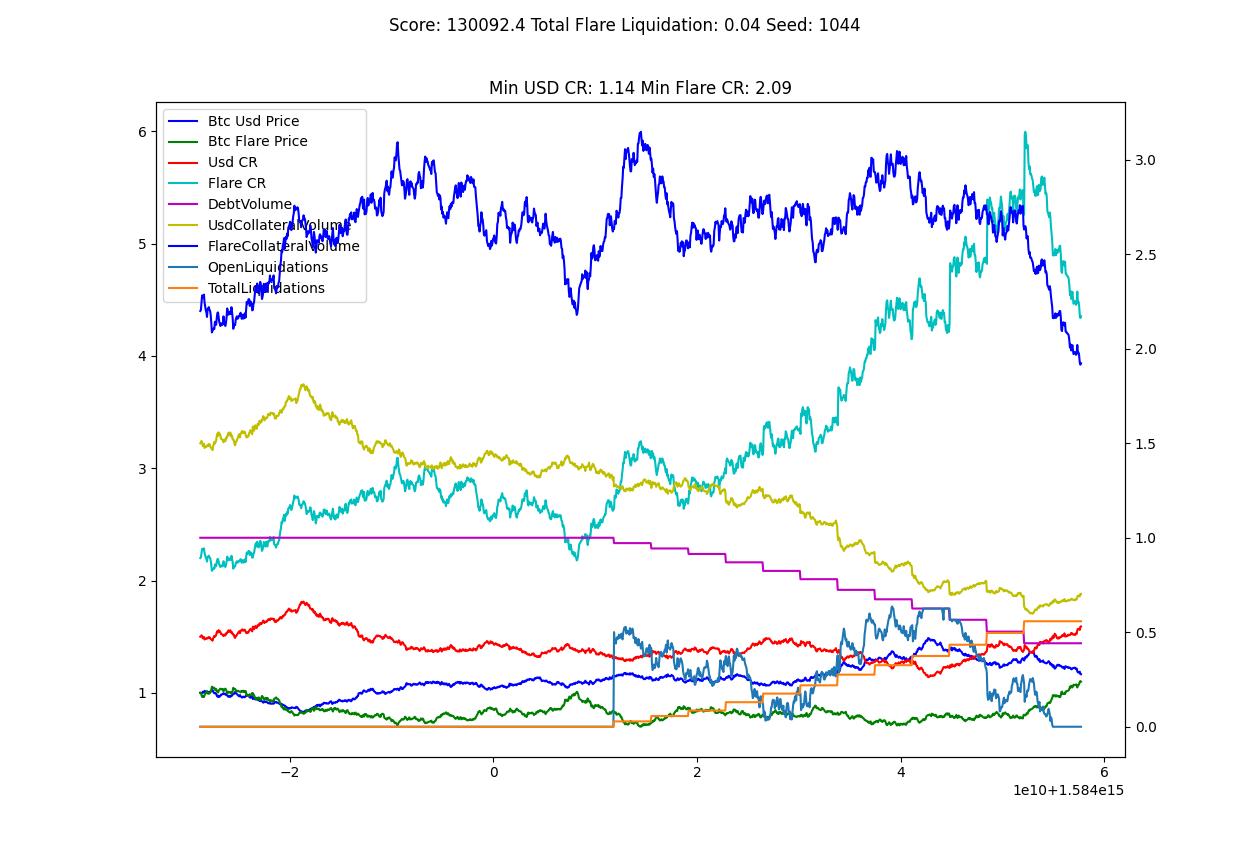 Score: 130092.4 Total Flare Liquidation: 0.04 Seed: 1044
Min USD CR: 1.14 Min Flare CR: 2.09
Btc Usd Price
Btc Flare Price
Usd CR
Flare CR
DebtVolume
UsdCollateralVolume
FlareCollateralVolume
OpenLiquidations
TotalLiquidations
6
5
4
3
2
1
3.0
2.5
2.0
1.5
1.0
0.5
0.0
−2
0
2
4
6
1e10+1.584e15